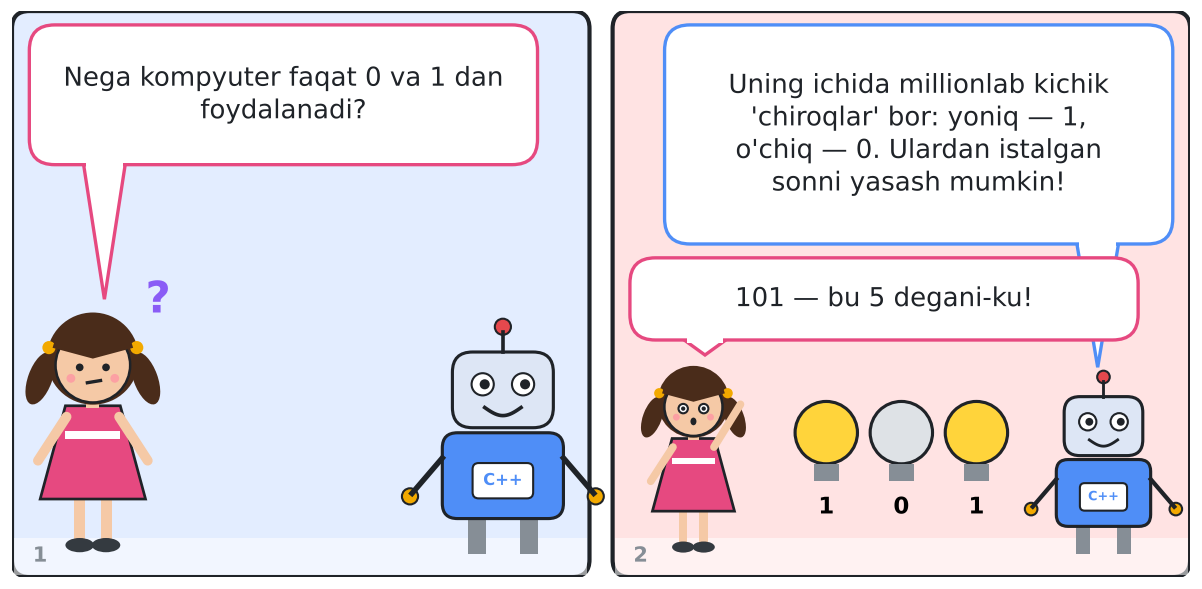 Nega kompyuter faqat 0 va 1 dan
foydalanadi?
?
C++
1
Uning ichida millionlab kichik
'chiroqlar' bor: yoniq — 1,
o'chiq — 0. Ulardan istalgan
sonni yasash mumkin!
101 — bu 5 degani-ku!
1 0 1
C++
2